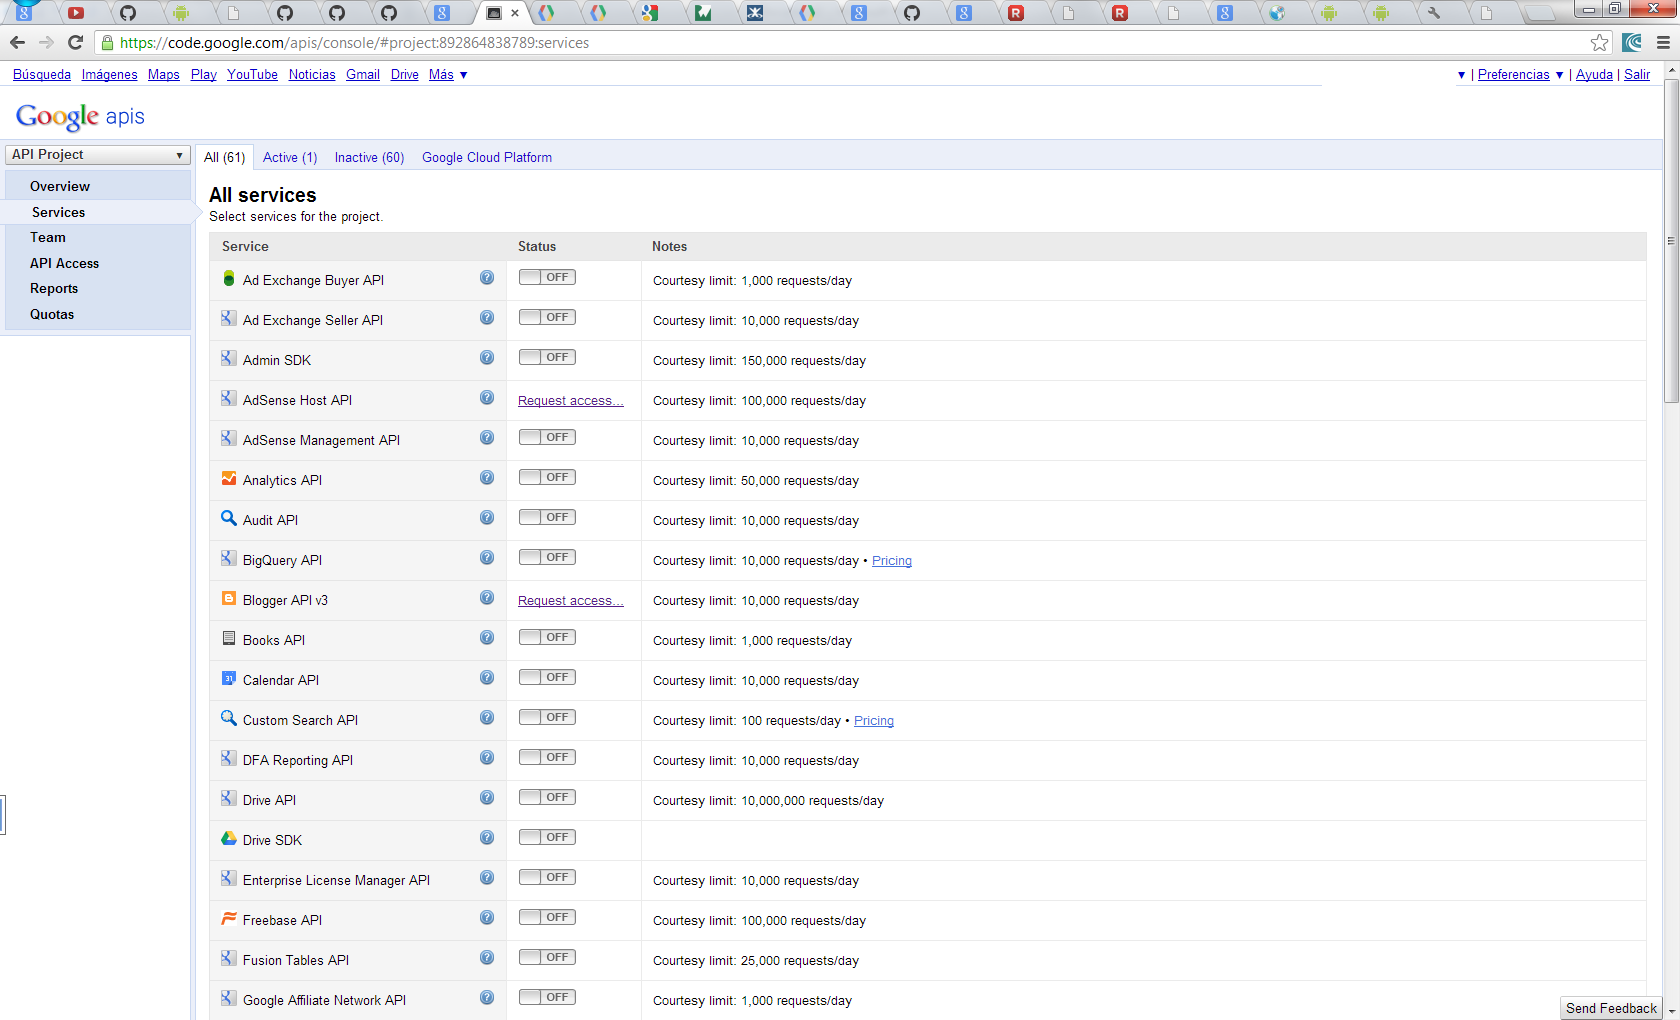 https://code.google.com/apis/console/#project:892864838789:services
Búsqueda Imágenes Maps Play YouTube Noticias Gmail Drive Más ▼
▼ | Preferencias ▼ | Ayuda | Salir
Google apis
API Project ▼
All (61) Active (1) Inactive (60) Google Cloud Platform
Overview
Services
Team
API Access
Reports
Quotas
All services
Select services for the project.
Service Status Notes
Ad Exchange Buyer API ? OFF Courtesy limit: 1,000 requests/day
Ad Exchange Seller API ? OFF Courtesy limit: 10,000 requests/day
Admin SDK ? OFF Courtesy limit: 150,000 requests/day
AdSense Host API ? Request access... Courtesy limit: 100,000 requests/day
AdSense Management API ? OFF Courtesy limit: 10,000 requests/day
Analytics API ? OFF Courtesy limit: 50,000 requests/day
Audit API ? OFF Courtesy limit: 10,000 requests/day
BigQuery API ? OFF Courtesy limit: 10,000 requests/day • Pricing
Blogger API v3 ? Request access... Courtesy limit: 10,000 requests/day
Books API ? OFF Courtesy limit: 1,000 requests/day
Calendar API ? OFF Courtesy limit: 10,000 requests/day
Custom Search API ? OFF Courtesy limit: 100 requests/day • Pricing
DFA Reporting API ? OFF Courtesy limit: 10,000 requests/day
Drive API ? OFF Courtesy limit: 10,000,000 requests/day
Drive SDK ? OFF
Enterprise License Manager API ? OFF Courtesy limit: 10,000 requests/day
Freebase API ? OFF Courtesy limit: 100,000 requests/day
Fusion Tables API ? OFF Courtesy limit: 25,000 requests/day
Google Affiliate Network API ? OFF Courtesy limit: 1,000 requests/day
Send Feedback